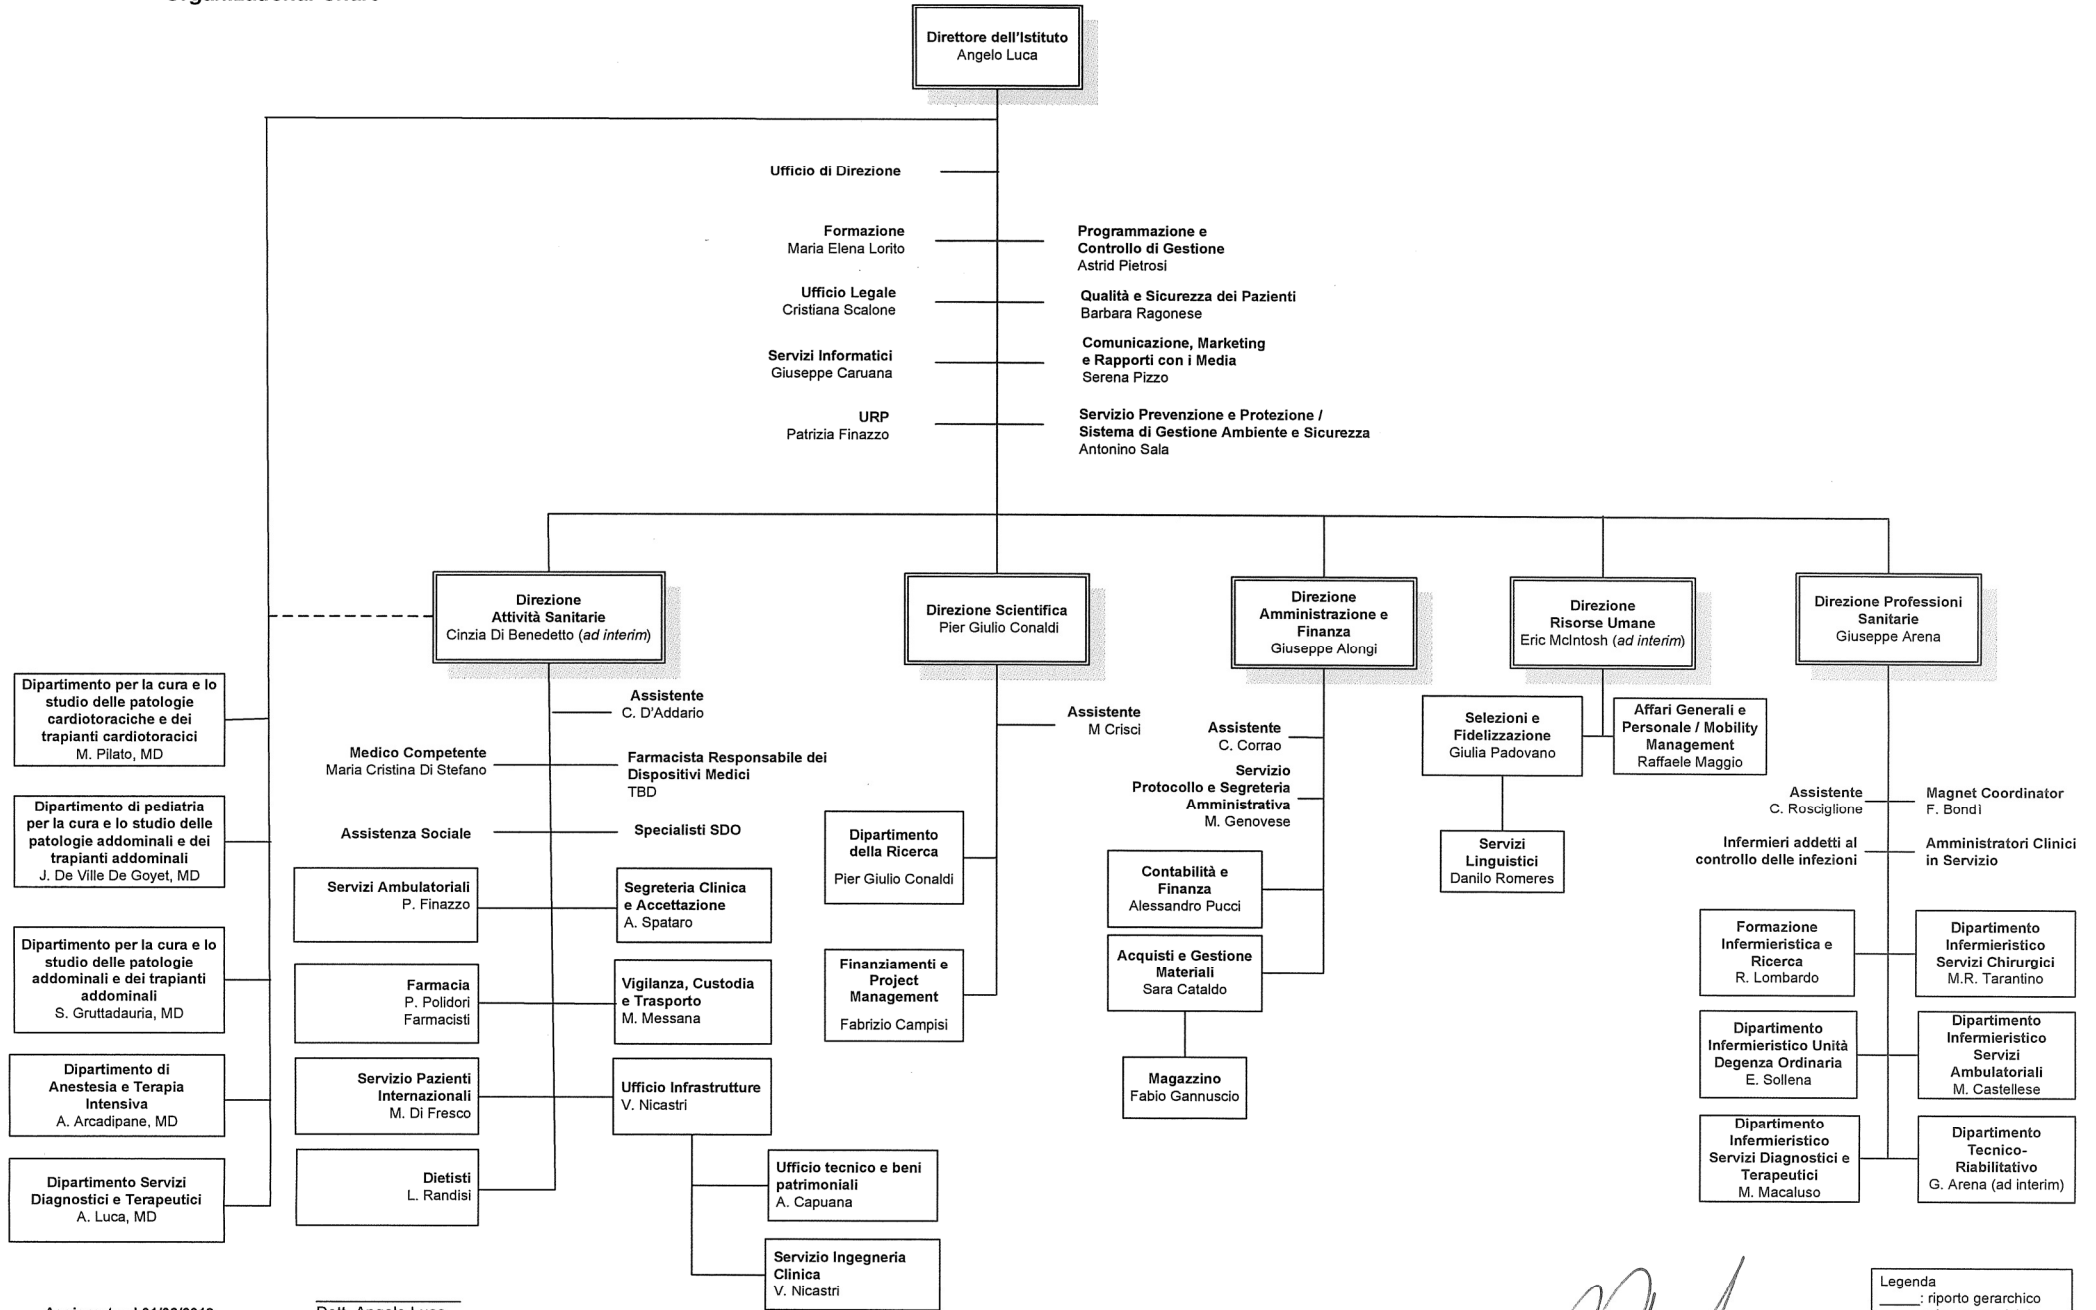 Organizational Chart
Direttore dell'Istituto
Angelo Luca
Ufficio di Direzione
Formazione
Maria Elena Lorito
Programmazione e
Controllo di Gestione
Astrid Pietrosi
Ufficio Legale
Cristiana Scalone
Qualità e Sicurezza dei Pazienti
Barbara Ragonese
Servizi Informatici
Giuseppe Caruana
Comunicazione, Marketing
e Rapporti con i Media
Serena Pizzo
URP
Patrizia Finazzo
Servizio Prevenzione e Protezione /
Sistema di Gestione Ambiente e Sicurezza
Antonino Sala
Direzione
Attività Sanitarie
Cinzia Di Benedetto (ad interim)
Direzione Scientifica
Pier Giulio Conaldi
Direzione
Amministrazione e
Finanza
Giuseppe Alongi
Direzione
Risorse Umane
Eric McIntosh (ad interim)
Direzione Professioni
Sanitarie
Giuseppe Arena
Dipartimento per la cura e lo
studio delle patologie
cardiotoraciche e dei
trapianti cardiotoracici
M. Pilato, MD
Dipartimento di pediatria
per la cura e lo studio delle
patologie addominali e dei
trapianti addominali
J. De Ville De Goyet, MD
Dipartimento per la cura e lo
studio delle patologie
addominali e dei trapianti
addominali
S. Gruttadauria, MD
Dipartimento di
Anestesia e Terapia
Intensiva
A. Arcadipane, MD
Dipartimento Servizi
Diagnostici e Terapeutici
A. Luca, MD
Assistente
C. D'Addario
Medico Competente
Maria Cristina Di Stefano
Farmacista Responsabile dei
Dispositivi Medici
TBD
Assistenza Sociale
Specialisti SDO
Servizi Ambulatoriali
P. Finazzo
Segreteria Clinica
e Accettazione
A. Spataro
Farmacia
P. Polidori
Farmacisti
Vigilanza, Custodia
e Trasporto
M. Messana
Servizio Pazienti
Internazionali
M. Di Fresco
Ufficio Infrastrutture
V. Nicastri
Dietisti
L. Randisi
Ufficio tecnico e beni
patrimoniali
A. Capuana
Servizio Ingegneria
Clinica
V. Nicastri
Assistente
M Crisci
Dipartimento
della Ricerca
Pier Giulio Conaldi
Finanziamenti e
Project
Management
Fabrizio Campisi
Assistente
C. Corrao
Servizio
Protocollo e Segreteria
Amministrativa
M. Genovese
Contabilità e
Finanza
Alessandro Pucci
Acquisti e Gestione
Materiali
Sara Cataldo
Magazzino
Fabio Gannuscio
Selezioni e
Fidelizzazione
Giulia Padovano
Affari Generali e
Personale / Mobility
Management
Raffaele Maggio
Servizi
Linguistici
Danilo Romeres
Assistente
C. Rosciglione
Magnet Coordinator
F. Bondì
Infermieri addetti al
controllo delle infezioni
Amministratori Clinici
in Servizio
Formazione
Infermieristica e
Ricerca
R. Lombardo
Dipartimento
Infermieristico
Servizi Chirurgici
M.R. Tarantino
Dipartimento
Infermieristico Unità
Degenza Ordinaria
E. Sollena
Dipartimento
Infermieristico
Servizi
Ambulatoriali
M. Castellese
Dipartimento
Infermieristico
Servizi Diagnostici e
Terapeutici
M. Macaluso
Dipartimento
Tecnico-
Riabilitativo
G. Arena (ad interim)
Dott. Angelo Luca
Legenda
_____: riporto gerarchico